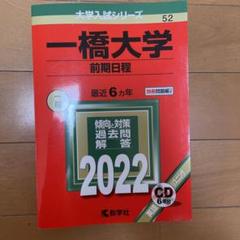 大学入試シリーズ
52
一橋大学
前期日程
最近6カ年
傾向と対策
過去問
解答
2022
CD
教学社